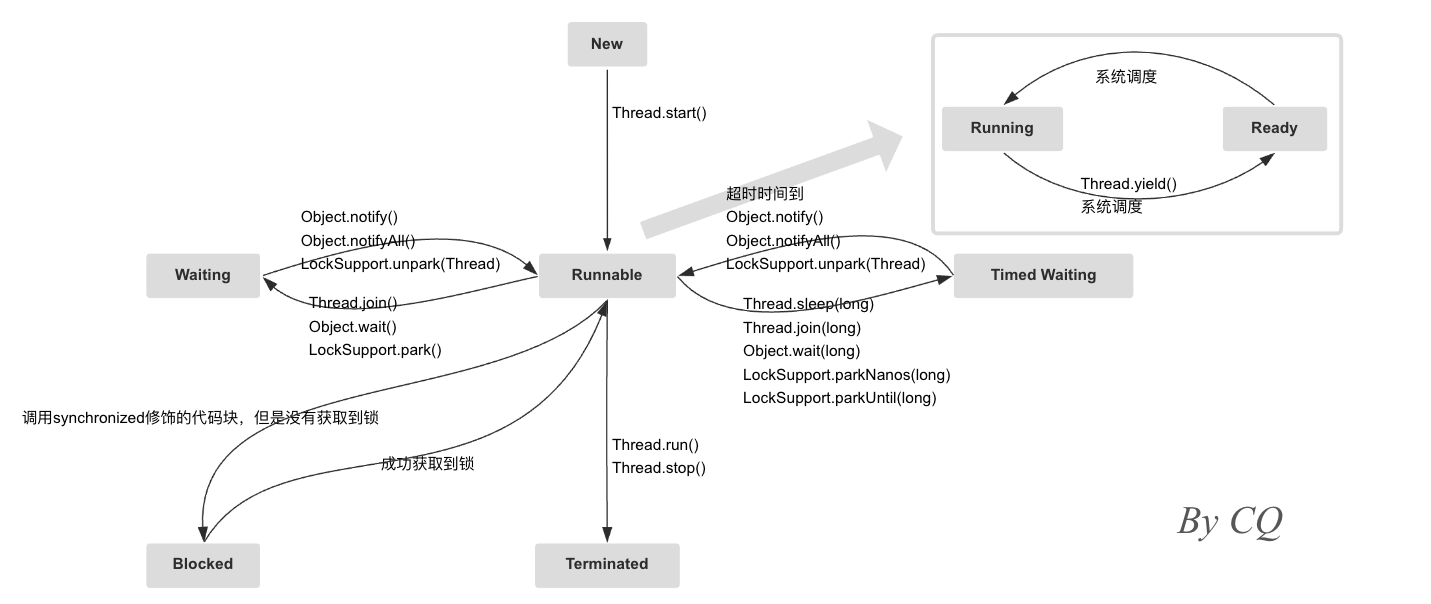 New
Thread.start()
系统调度
Running
Ready
Thread.yield()
系统调度
超时时间到
Object.notify()
Object.notifyAll()
LockSupport.unpark(Thread)
Object.notify()
Object.notifyAll()
LockSupport.unpark(Thread)
Waiting
Runnable
Timed Waiting
Thread.join()
Object.wait()
LockSupport.park()
Thread.sleep(long)
Thread.join(long)
Object.wait(long)
LockSupport.parkNanos(long)
LockSupport.parkUntil(long)
调用synchronized修饰的代码块，但是没有获取到锁
成功获取到锁
Thread.run()
Thread.stop()
By CQ
Blocked
Terminated